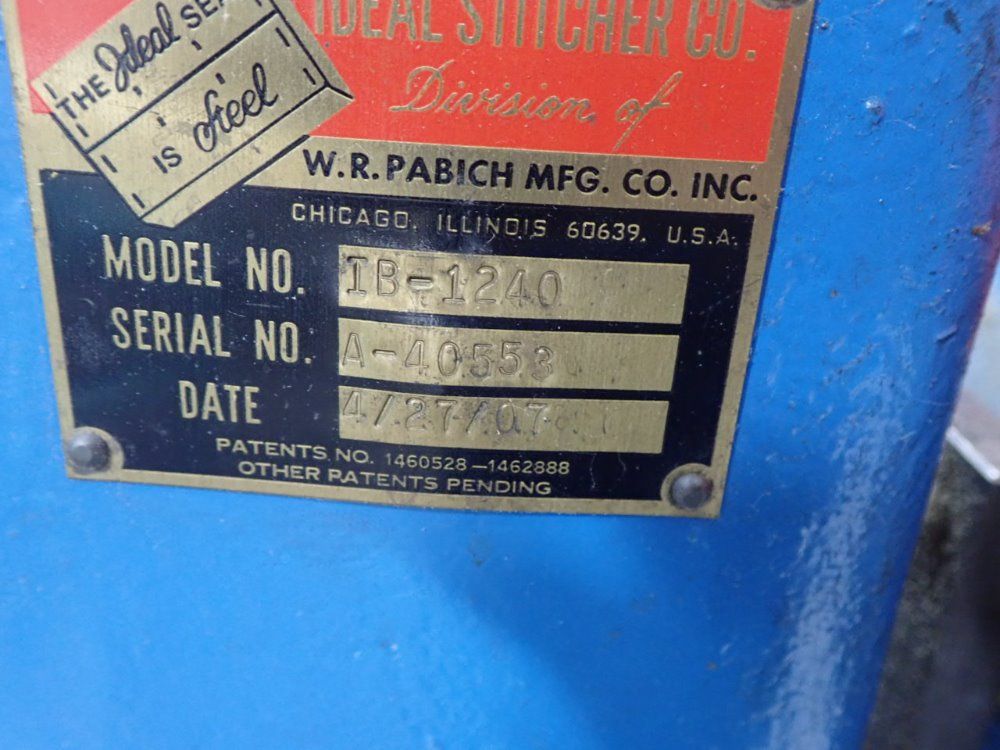 THE Ideal SEA
IS Steel
IDEAL STITCHER CO.
Division of
W.R. PABICH MFG. CO. INC.
CHICAGO, ILLINOIS 60639, U.S.A.
MODEL NO. IB-1240
SERIAL NO. A-40553
DATE 4/27/07
PATENTS NO. 1460528-1462888
OTHER PATENTS PENDING